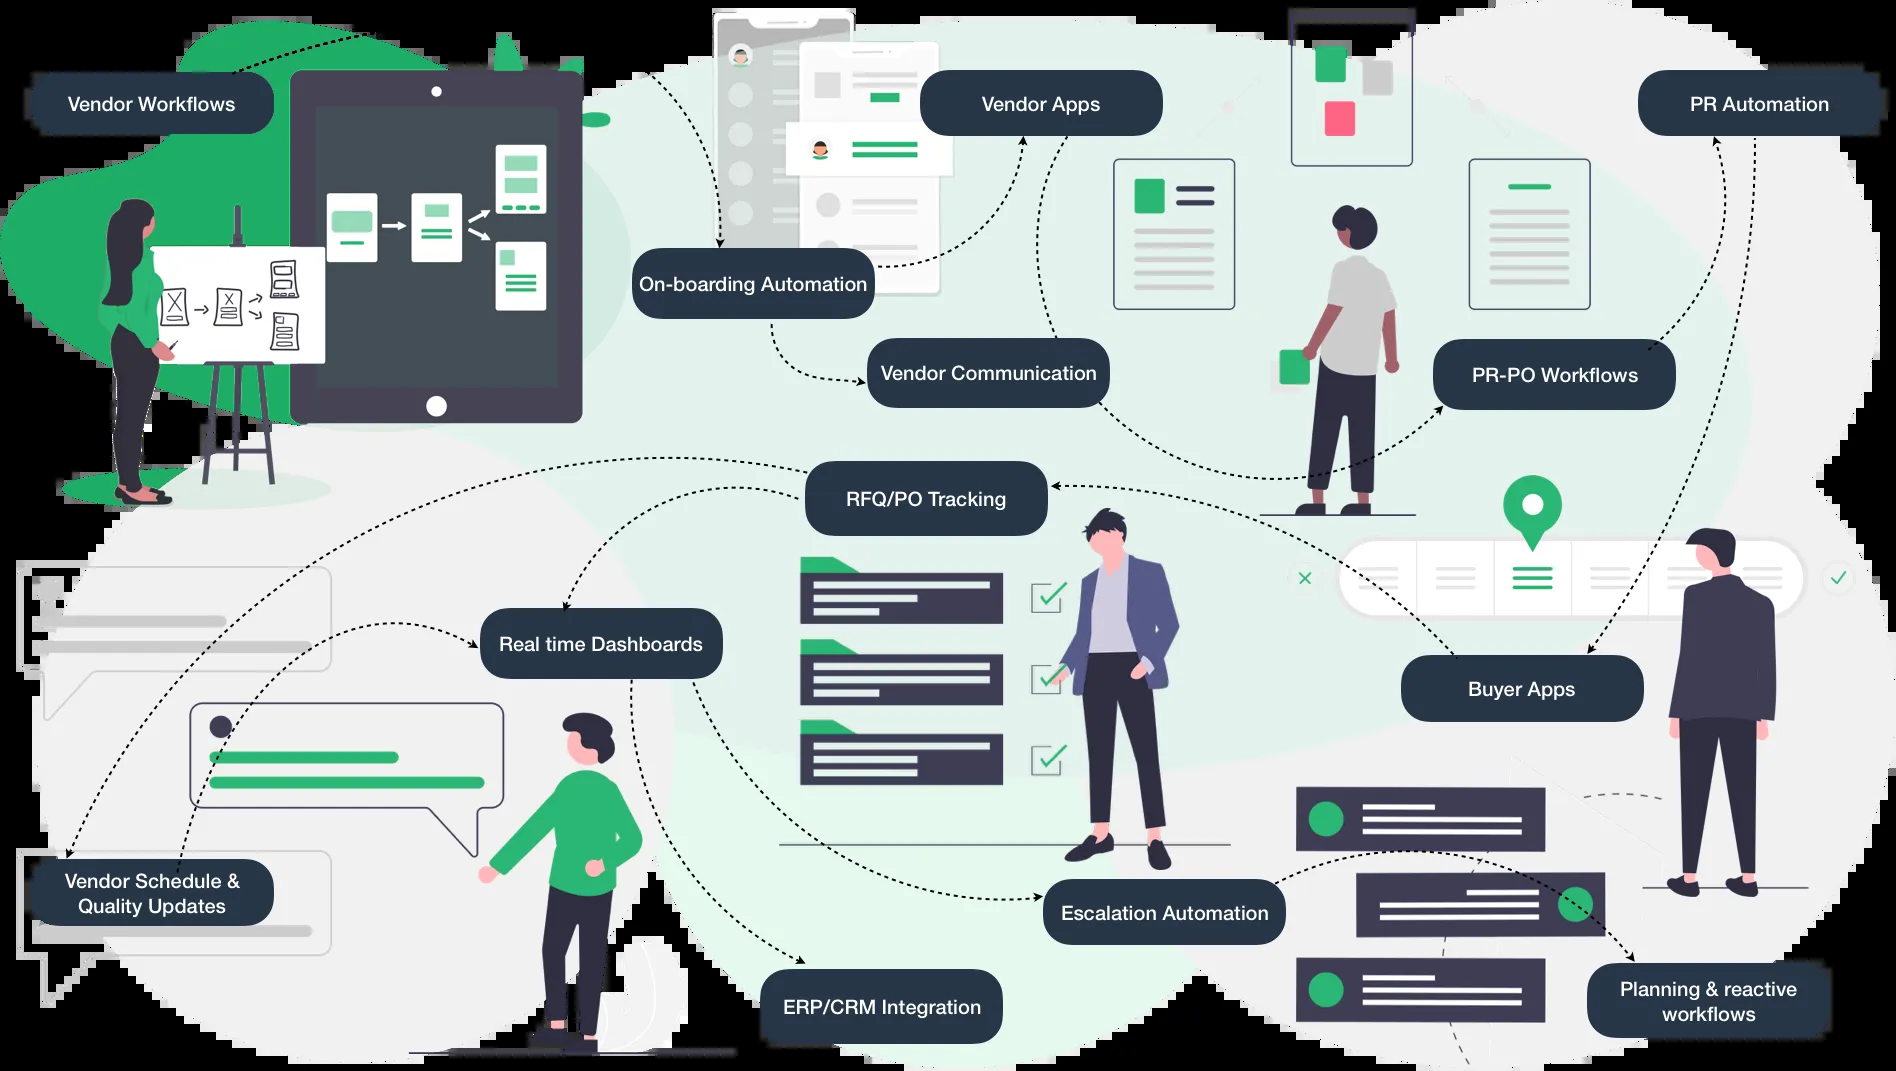 Vendor Workflows
Vendor Apps
PR Automation
On-boarding Automation
Vendor Communication
PR-PO Workflows
RFQ/PO Tracking
Real time Dashboards
Buyer Apps
Vendor Schedule &
Quality Updates
Escalation Automation
ERP/CRM Integration
Planning & reactive
workflows